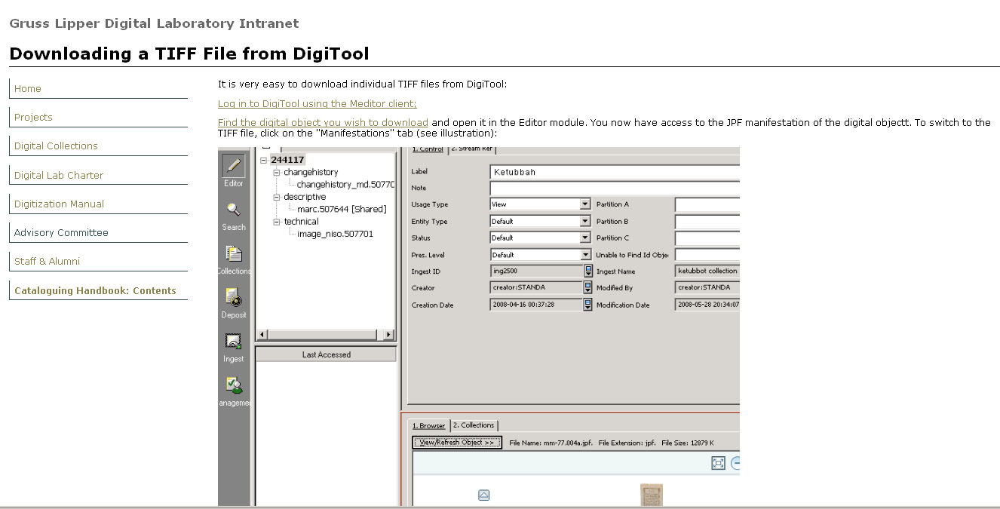 Gruss Lipper Digital Laboratory Intranet
Downloading a TIFF File from DigiTool
Home
Projects
Digital Collections
Digital Lab Charter
Digitization Manual
Advisory Committee
Staff & Alumni
Cataloguing Handbook: Contents
It is very easy to download individual TIFF files from DigiTool:
Log in to DigiTool using the Meditor client;
Find the digital object you wish to download and open it in the Editor module. You now have access to the JPF manifestation of the digital objectt. To switch to the
TIFF file, click on the "Manifestations" tab (see illustration):
Editor
Search
Collections
Deposit
Ingest
anagemer
244117
changehistory
changehistory_md.50770
descriptive
marc.507644 [Shared]
technical
image_niso.507701
Last Accessed
1. Control 2. Stream Ref
Label Ketubbah
Note
Usage Type View Partition A
Entity Type Default Partition B
Status Default Partition C
Pres. Level Default Unable to Find Id Obje
Ingest ID ing2500 Ingest Name ketubbot collection
Creator creator:STANDA Modified By creator:STANDA
Creation Date 2008-04-16 00:37:28 Modification Date 2008-05-28 20:34:07
1. Browser 2. Collections
View/Refresh Object >> File Name: mm-77.004a.jpf. File Extension: jpf. File Size: 12879 K